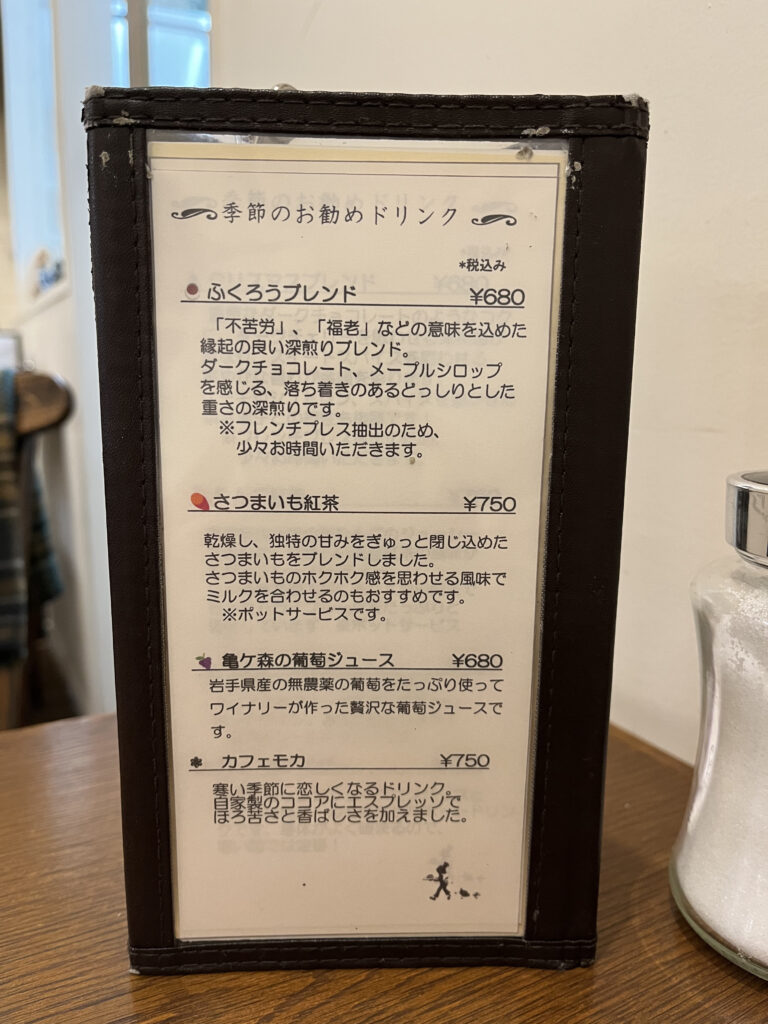 季節のお勧めドリンク
*税込み
ふくろうブレンド ¥680
「不苦労」、「福老」などの意味を込めた
縁起の良い深煎りブレンド。
ダークチョコレート、メープルシロップ
を感じる、落ち着きのあるどっしりとした
重さの深煎りです。
※フレンチプレス抽出のため、
少々お時間いただきます。
さつまいも紅茶 ¥750
乾燥し、独特の甘みをぎゅっと閉じ込めた
さつまいもをブレンドしました。
さつまいものホクホク感を思わせる風味で
ミルクを合わせるのもおすすめです。
※ポットサービスです。
亀ケ森の葡萄ジュース ¥680
岩手県産の無農薬の葡萄をたっぷり使って
ワイナリーが作った贅沢な葡萄ジュースで
す。
カフェモカ ¥750
寒い季節に恋しくなるドリンク。
自家製のココアにエスプレッソで
ほろ苦さと香ばしさを加えました。